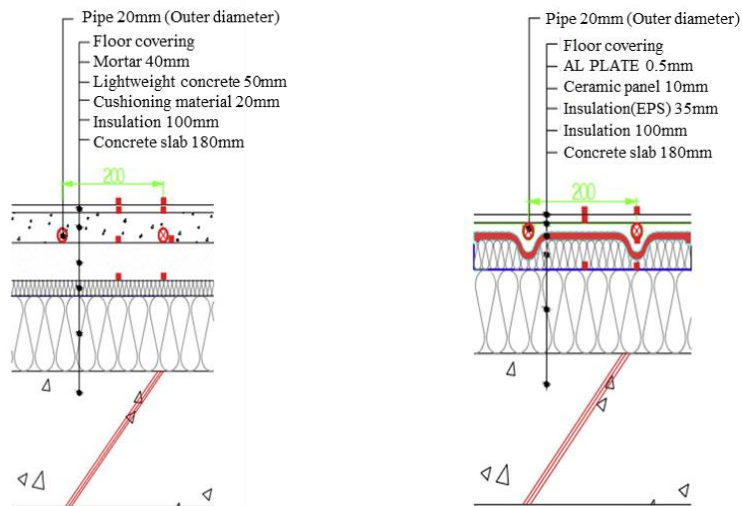 Pipe 20mm (Outer diameter)
Floor covering
Mortar 40mm
Lightweight concrete 50mm
Cushioning material 20mm
Insulation 100mm
Concrete slab 180mm
200
Pipe 20mm (Outer diameter)
Floor covering
AL PLATE 0.5mm
Ceramic panel 10mm
Insulation(EPS) 35mm
Insulation 100mm
Concrete slab 180mm
200